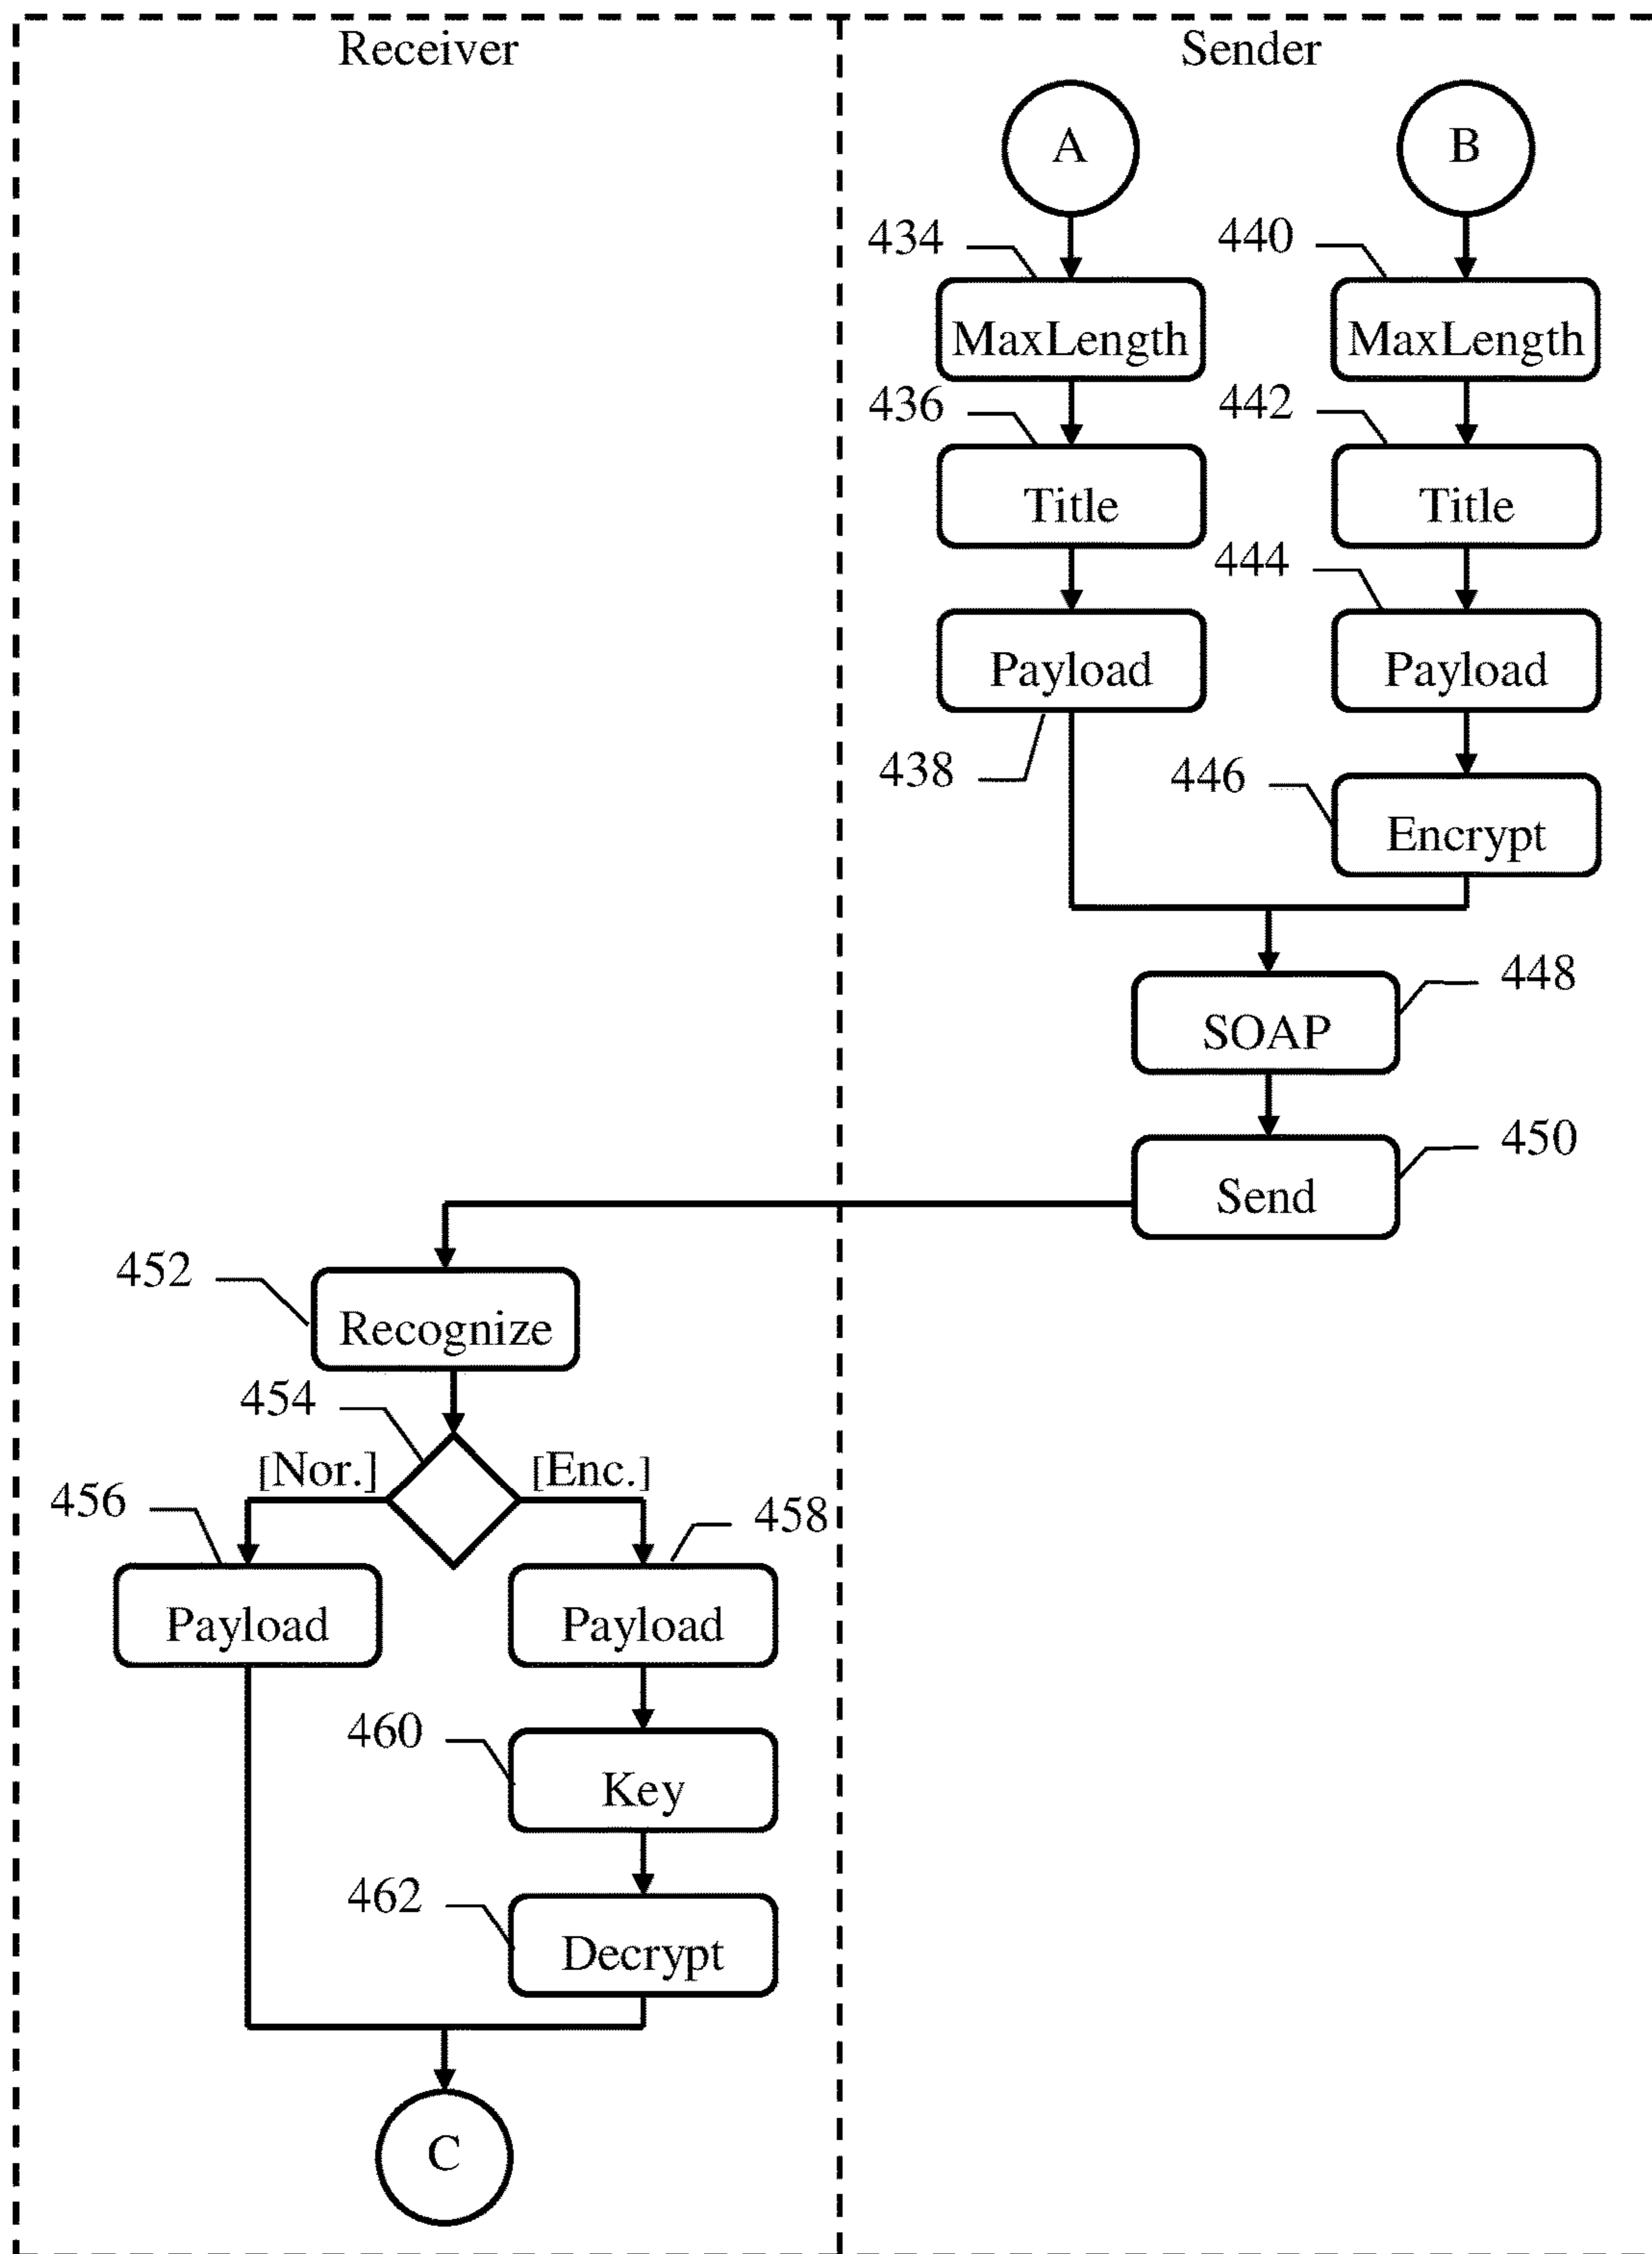 Receiver
Sender
A
B
434
440
MaxLength
MaxLength
436
442
Title
Title
444
Payload
Payload
438
446
Encrypt
448
SOAP
450
Send
452
Recognize
454
[Nor.]
[Enc.]
456
458
Payload
Payload
460
Key
462
Decrypt
C